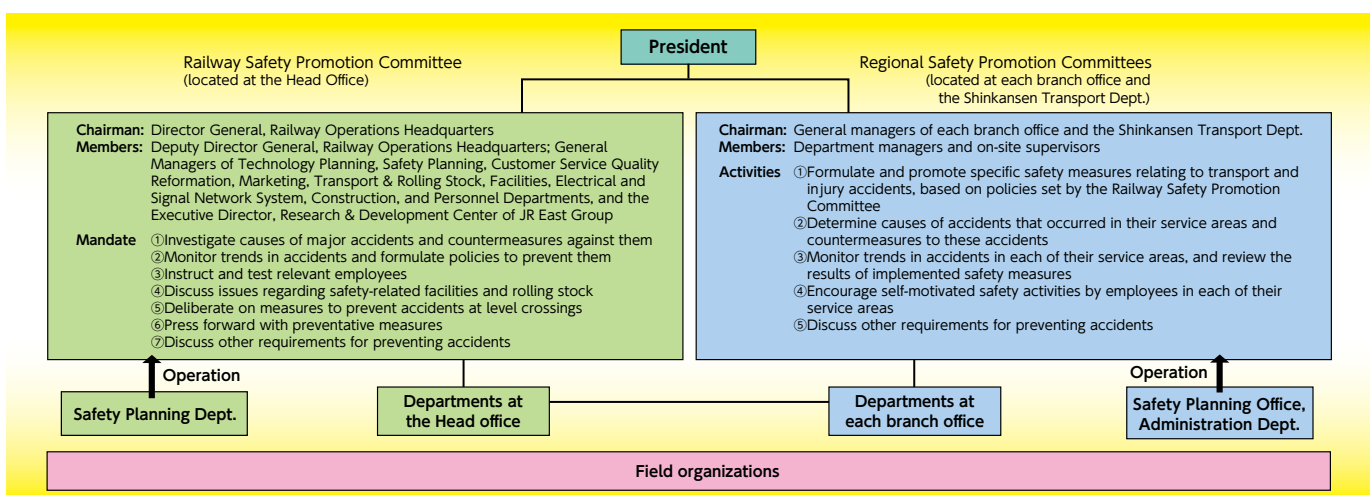 President
Railway Safety Promotion Committee
(located at the Head Office)
Regional Safety Promotion Committees
(located at each branch office and
the Shinkansen Transport Dept.)
Chairman: Director General, Railway Operations Headquarters
Members: Deputy Director General, Railway Operations Headquarters; General
Managers of Technology Planning, Safety Planning, Customer Service Quality
Reformation, Marketing, Transport & Rolling Stock, Facilities, Electrical and
Signal Network System, Construction, and Personnel Departments, and the
Executive Director, Research & Development Center of JR East Group
Mandate ①Investigate causes of major accidents and countermeasures against them
②Monitor trends in accidents and formulate policies to prevent them
③Instruct and test relevant employees
④Discuss issues regarding safety-related facilities and rolling stock
⑤Deliberate on measures to prevent accidents at level crossings
⑥Press forward with preventative measures
⑦Discuss other requirements for preventing accidents
Chairman: General managers of each branch office and the Shinkansen Transport Dept.
Members: Department managers and on-site supervisors
Activities ①Formulate and promote specific safety measures relating to transport and
injury accidents, based on policies set by the Railway Safety Promotion
Committee
②Determine causes of accidents that occurred in their service areas and
countermeasures to these accidents
③Monitor trends in accidents in each of their service areas, and review the
results of implemented safety measures
④Encourage self-motivated safety activities by employees in each of their
service areas
⑤Discuss other requirements for preventing accidents
Operation
Operation
Safety Planning Dept.
Departments at
the Head office
Departments at
each branch office
Safety Planning Office,
Administration Dept.
Field organizations